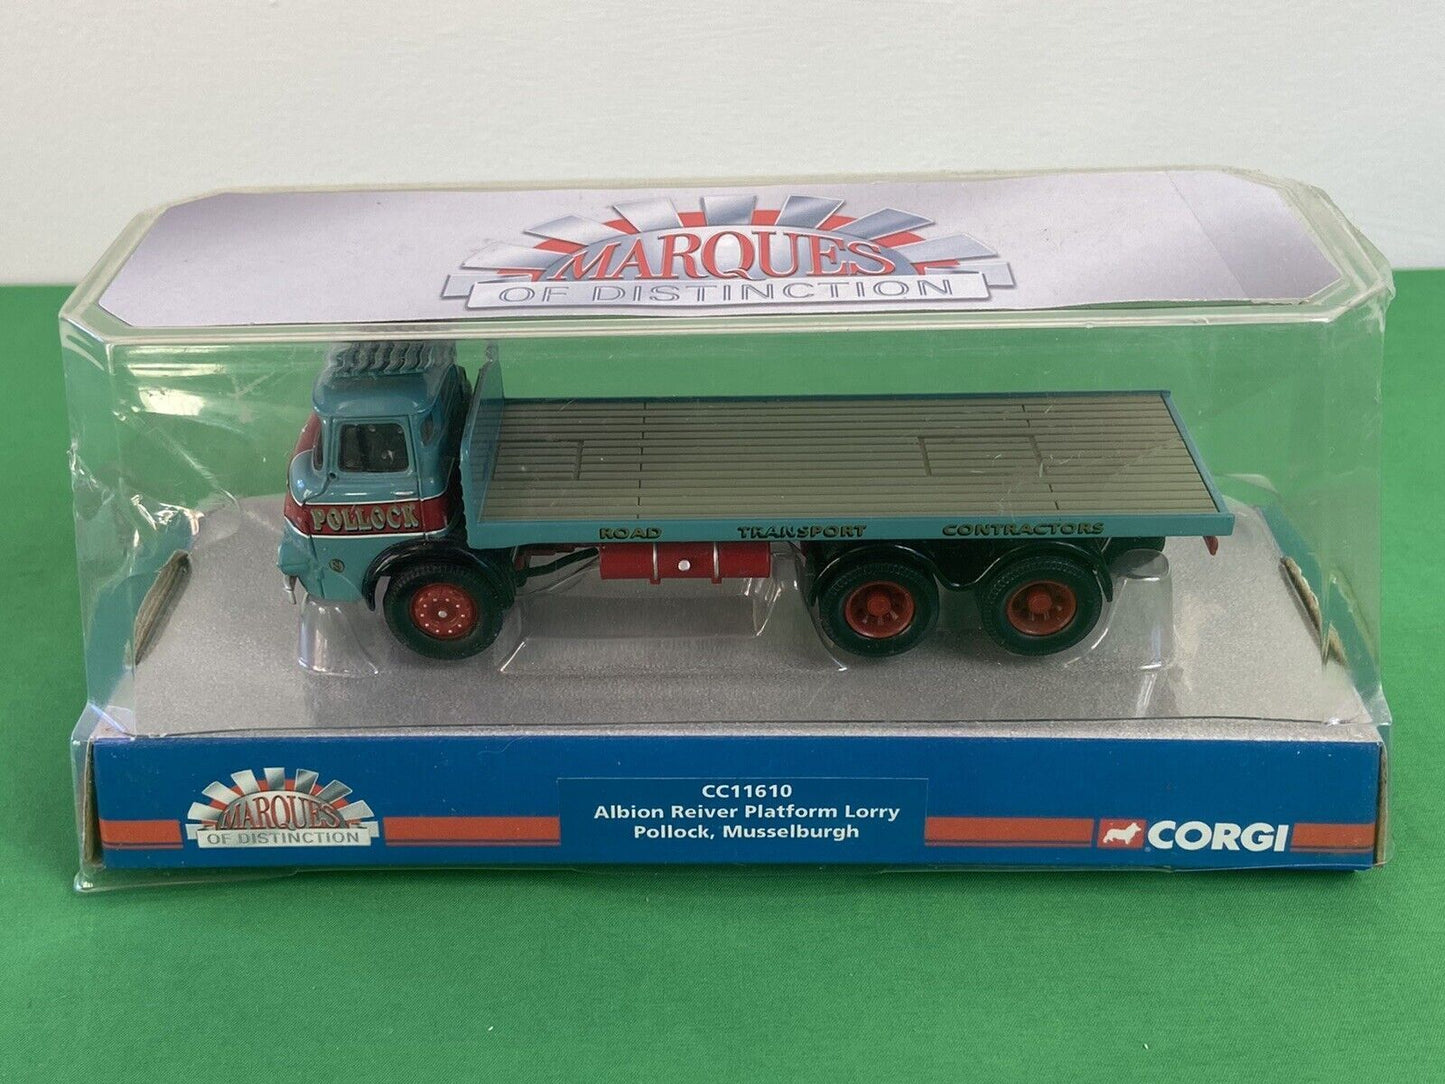 MARQUES
OF DISTINCTION
POLLOCK
ROAD TRANSPORT CONTRACTORS
MARQUES
OF DISTINCTION
CC11610
Albion Reiver Platform Lorry
Pollock, Musselburgh
CORGI